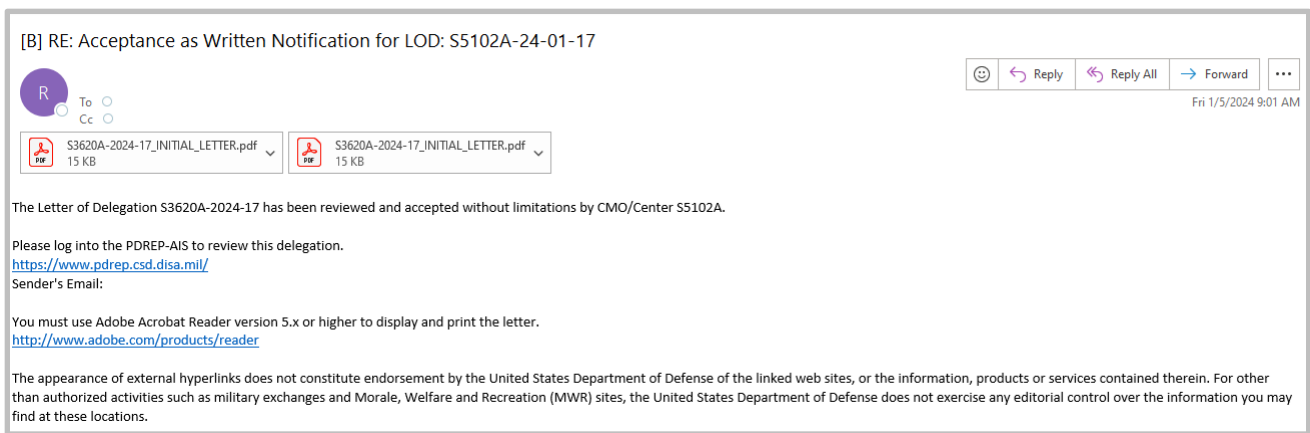 [B] RE: Acceptance as Written Notification for LOD: S5102A-24-01-17
Reply
Reply All
Forward
R
To
Cc
Fri 1/5/2024 9:01 AM
PDF
S3620A-2024-17_INITIAL_LETTER.pdf
15 KB
PDF
S3620A-2024-17_INITIAL_LETTER.pdf
15 KB
The Letter of Delegation S3620A-2024-17 has been reviewed and accepted without limitations by CMO/Center S5102A.
Please log into the PDREP-AIS to review this delegation.
https://www.pdrep.csd.disa.mil/
Sender's Email:
You must use Adobe Acrobat Reader version 5.x or higher to display and print the letter.
http://www.adobe.com/products/reader
The appearance of external hyperlinks does not constitute endorsement by the United States Department of Defense of the linked web sites, or the information, products or services contained therein. For other
than authorized activities such as military exchanges and Morale, Welfare and Recreation (MWR) sites, the United States Department of Defense does not exercise any editorial control over the information you may
find at these locations.